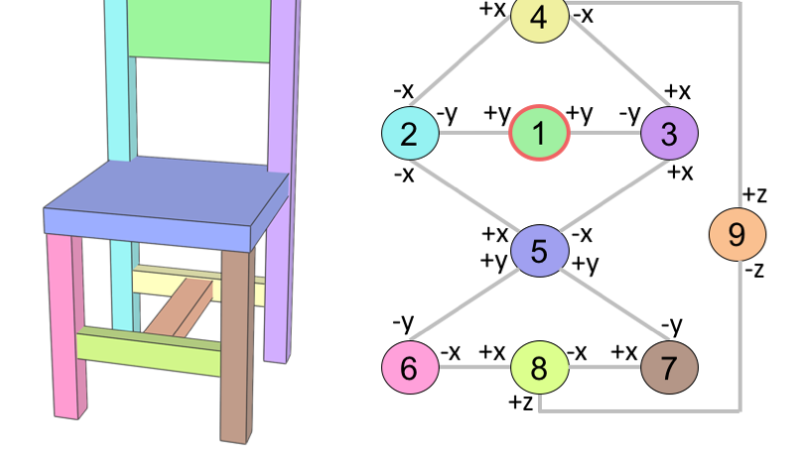 +x 4 -x
-x +x
2 -y +y 1 +y -y 3
-x +x
+z
+x 5 -x
9
+y +y
-z
-y -y
6 -x +x 8 -x +x 7
+z